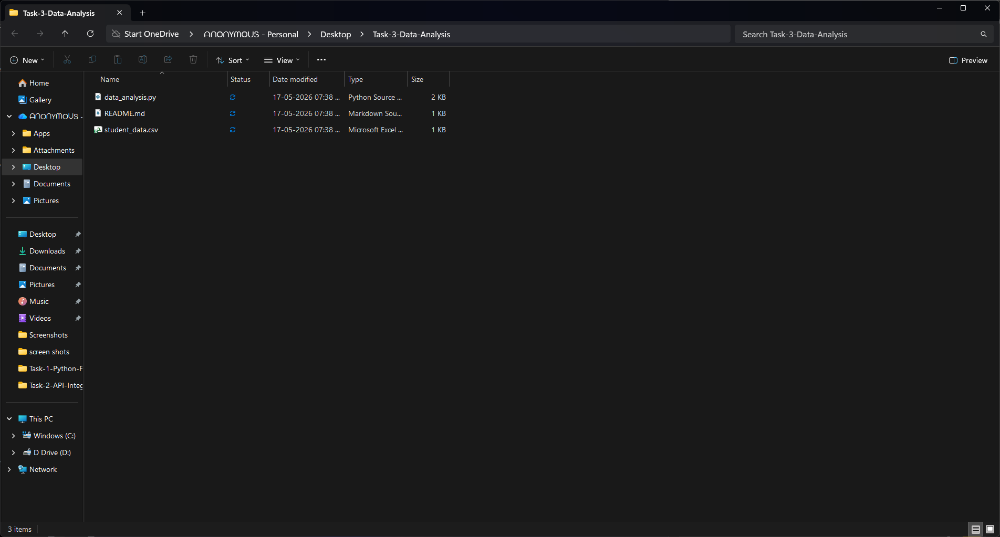 Task-3-Data-Analysis
Start OneDrive > ANONYMOUS - Personal > Desktop > Task-3-Data-Analysis
Search Task-3-Data-Analysis
New
Sort
View
Preview
Name Status Date modified Type Size
data_analysis.py 17-05-2026 07:38 ... Python Source ... 2 KB
README.md 17-05-2026 07:38 ... Markdown Sou... 1 KB
student_data.csv 17-05-2026 07:38 ... Microsoft Excel ... 1 KB
Home
Gallery
ANONYMOUS -
Apps
Attachments
Desktop
Documents
Pictures
Desktop
Downloads
Documents
Pictures
Music
Videos
Screenshots
screen shots
Task-1-Python-F
Task-2-API-Integ
This PC
Windows (C:)
D Drive (D:)
Network
3 items